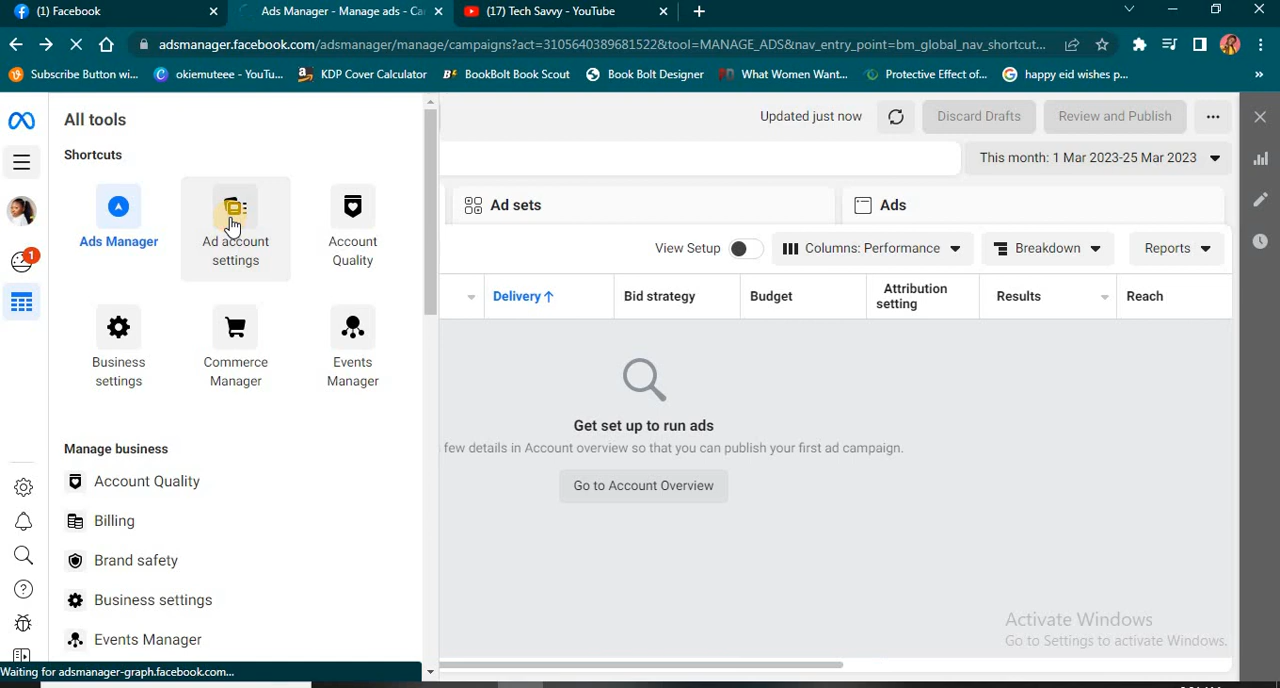 Facebook
Ads Manager - Manage ads - Ca
(17) Tech Savvy - YouTube
adsmanager.facebook.com/adsmanager/manage/campaigns?act=3105640389681522&tool=MANAGE_ADS&nav_entry_point=bm_global_nav_shortcut...
Subscribe Button wi...
okiemuteee - YouTu...
KDP Cover Calculator
BookBolt Book Scout
Book Bolt Designer
What Women Want...
Protective Effect of...
happy eid wishes p...
All tools
Updated just now
Discard Drafts
Review and Publish
Shortcuts
This month: 1 Mar 2023-25 Mar 2023
Ads Manager
Ad account settings
Account Quality
Ad sets
Ads
View Setup
Columns: Performance
Breakdown
Reports
1
Delivery ↑
Bid strategy
Budget
Attribution setting
Results
Reach
Business settings
Commerce Manager
Events Manager
Get set up to run ads
few details in Account overview so that you can publish your first ad campaign.
Go to Account Overview
Manage business
Account Quality
Billing
Brand safety
Business settings
Events Manager
Activate Windows
Go to Settings to activate Windows.
Waiting for adsmanager-graph.facebook.com...